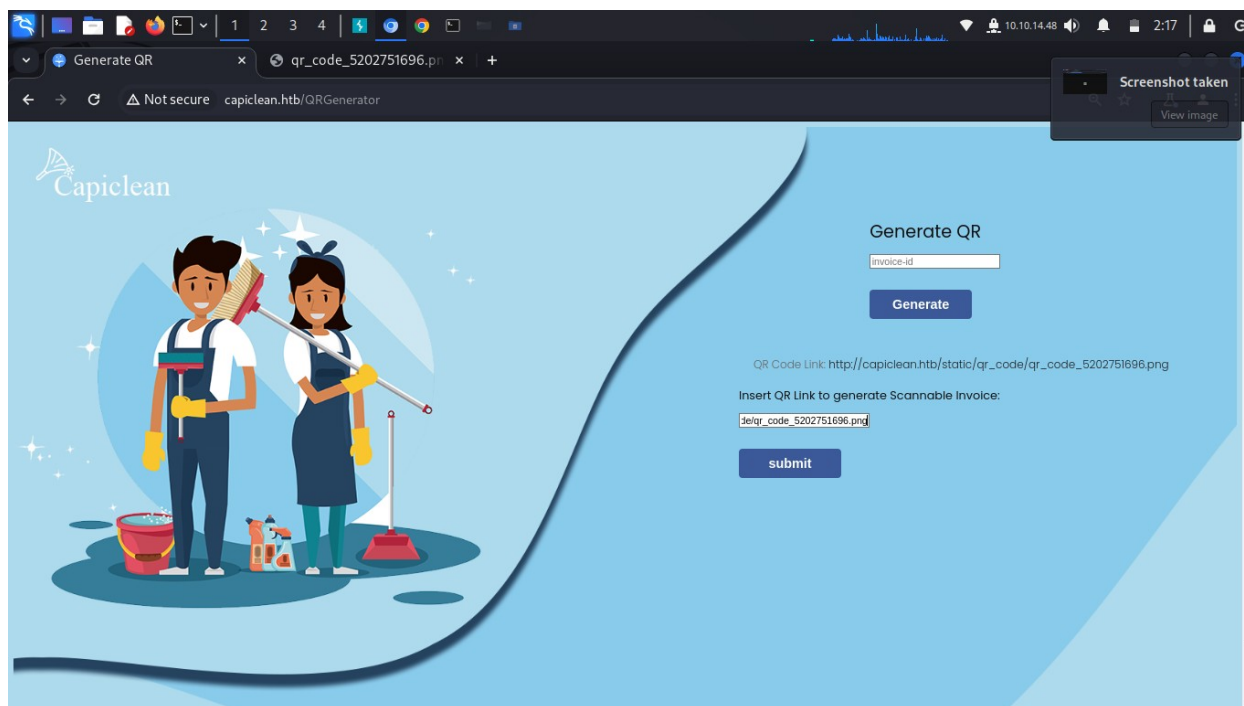 1 2 3 4 10.10.14.48 2:17 G
Generate QR × qr_code_5202751696.pn × +
Screenshot taken
View image
Not secure capiclean.htb/QRGenerator
Capiclean
Generate QR
invoice-id
Generate
QR Code Link: http://capiclean.htb/static/qr_code/qr_code_5202751696.png
Insert QR Link to generate Scannable Invoice:
de/qr_code_5202751696.png
submit